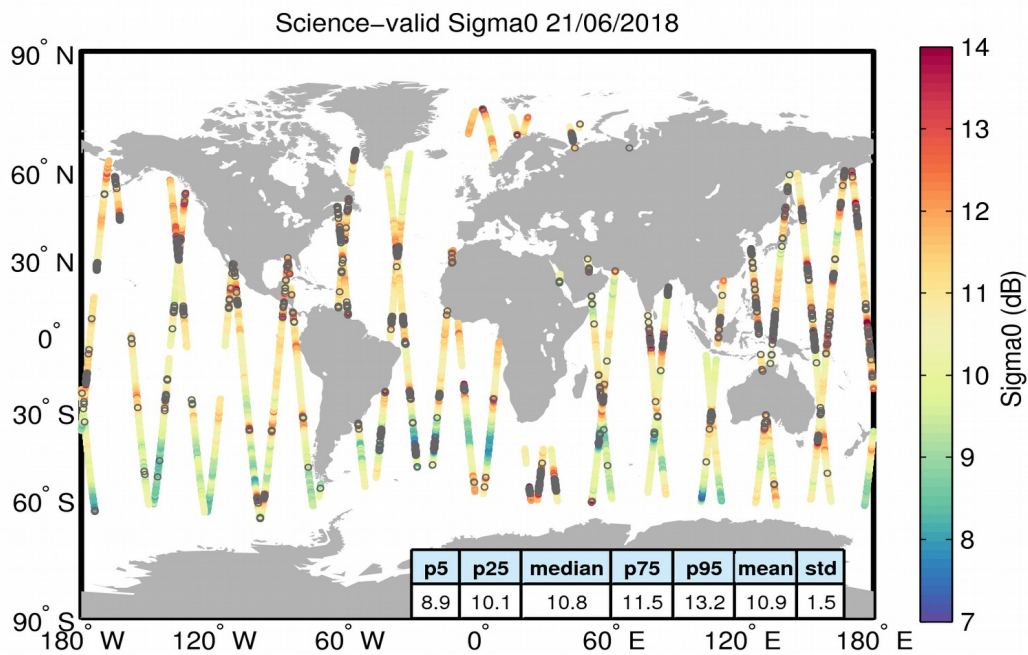 Science−valid Sigma0 21/06/2018
90° N
60° N
30° N
0°
30° S
60° S
90° S
180° W
120° W
60° W
0°
60° E
120° E
180° E
p5 p25 median p75 p95 mean std
8.9 10.1 10.8 11.5 13.2 10.9 1.5
14
13
12
11
10
9
8
7
Sigma0 (dB)